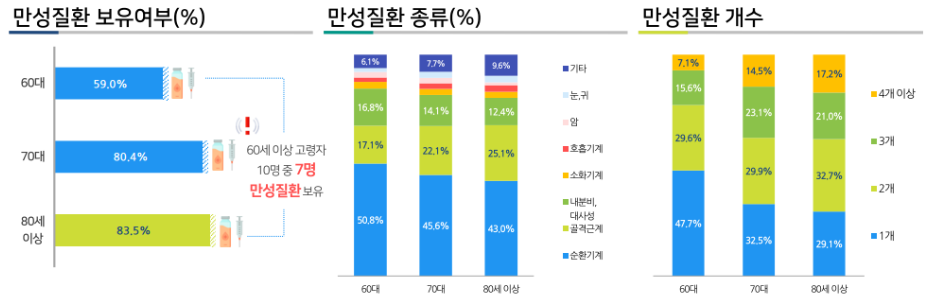 만성질환 보유여부(%)
60대
59.0%
70대
80.4%
80세
이상
83.5%
60세 이상 고령자
10명 중 7명
만성질환 보유
만성질환 종류(%)
6.1%
16.8%
17.1%
50.8%
60대
7.7%
14.1%
22.1%
45.6%
70대
9.6%
12.4%
25.1%
43.0%
80세 이상
기타
눈,귀
암
호흡기계
소화기계
내분비,
대사성
골격근계
순환기계
만성질환 개수
7.1%
15.6%
29.6%
47.7%
60대
14.5%
23.1%
29.9%
32.5%
70대
17.2%
21.0%
32.7%
29.1%
80세 이상
4개 이상
3개
2개
1개